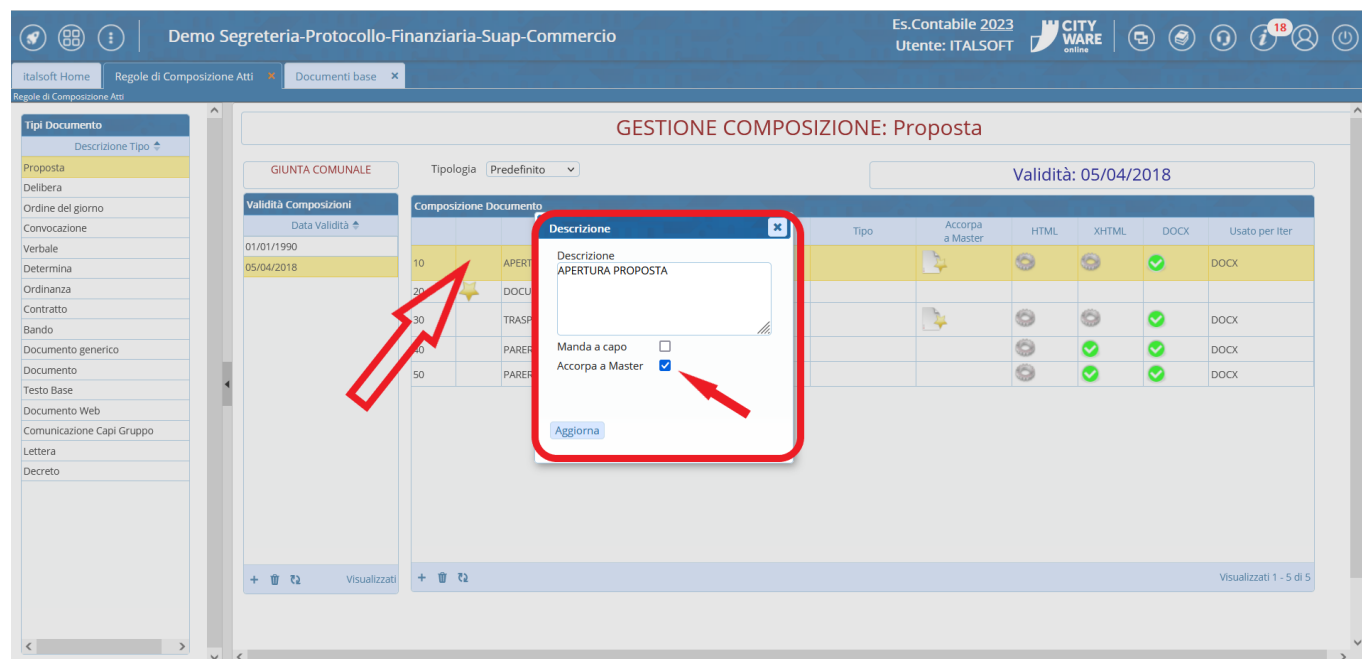 Demo Segreteria-Protocollo-Finanziaria-Suap-Commercio
Es.Contabile 2023
Utente: ITALSOFT
CITY
WARE
online
18
italsoft Home
Regole di Composizione Atti
Documenti base
Regole di Composizione Atti
Tipi Documento
Descrizione Tipo
Proposta
Delibera
Ordine del giorno
Convocazione
Verbale
Determina
Ordinanza
Contratto
Bando
Documento generico
Documento
Testo Base
Documento Web
Comunicazione Capi Gruppo
Lettera
Decreto
GESTIONE COMPOSIZIONE: Proposta
GIUNTA COMUNALE
Tipologia Predefinito
Validità: 05/04/2018
Validità Composizioni
Data Validità
01/01/1990
05/04/2018
Visualizzati
Composizione Documento
Tipo
Accorpa
a Master
HTML
XHTML
DOCX
Usato per Iter
10 APERT DOCX
20 DOCU
30 TRASP DOCX
40 PARER DOCX
50 PARER DOCX
Visualizzati 1 - 5 di 5
Descrizione
Descrizione
APERTURA PROPOSTA
Manda a capo
Accorpa a Master
Aggiorna